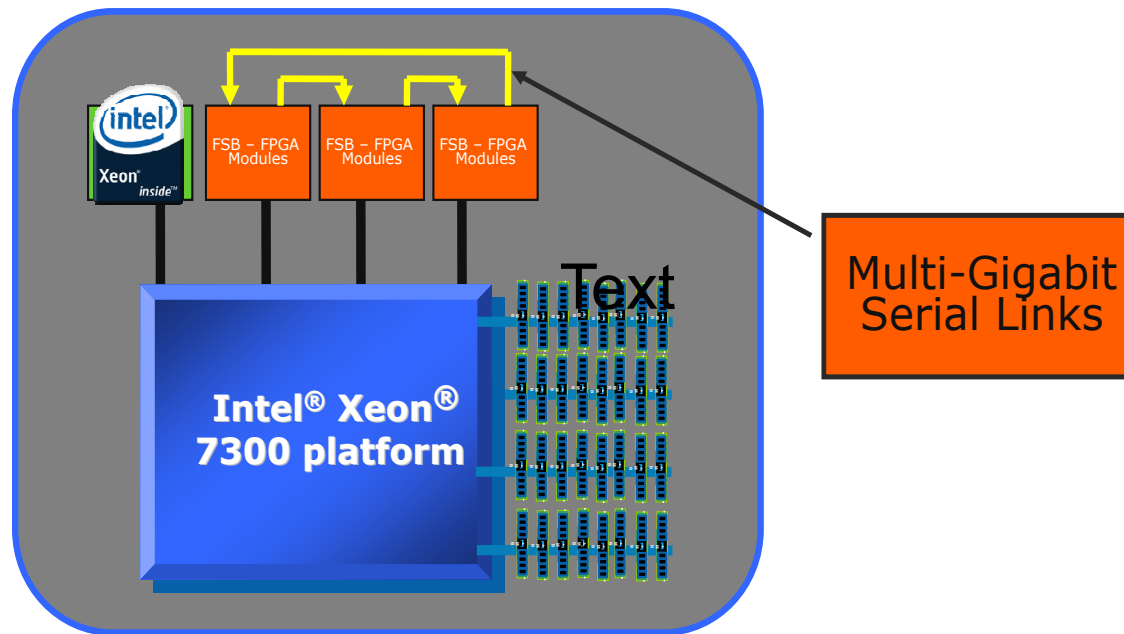 intel
Xeon®
inside™
FSB – FPGA
Modules
FSB – FPGA
Modules
FSB – FPGA
Modules
Text
Multi-Gigabit
Serial Links
Intel® Xeon®
7300 platform